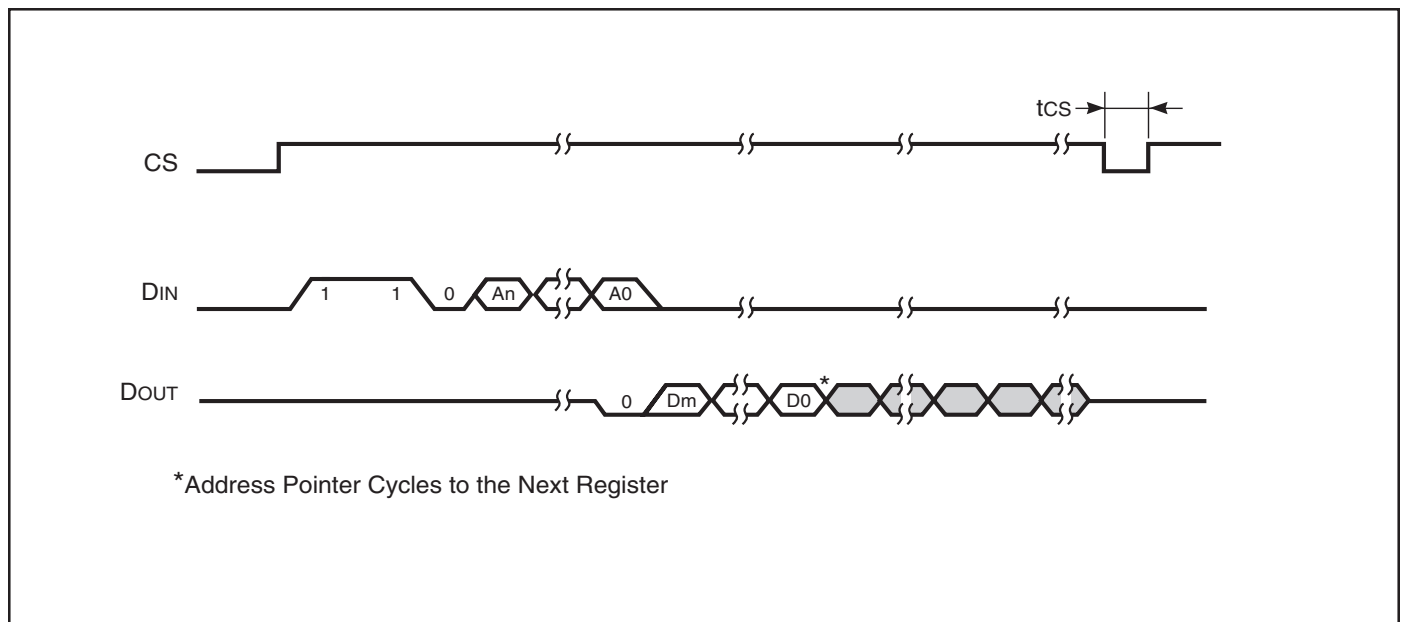 tCS
CS
DIN
1 1 0 An A0
DOUT
0 Dm D0 *
*Address Pointer Cycles to the Next Register